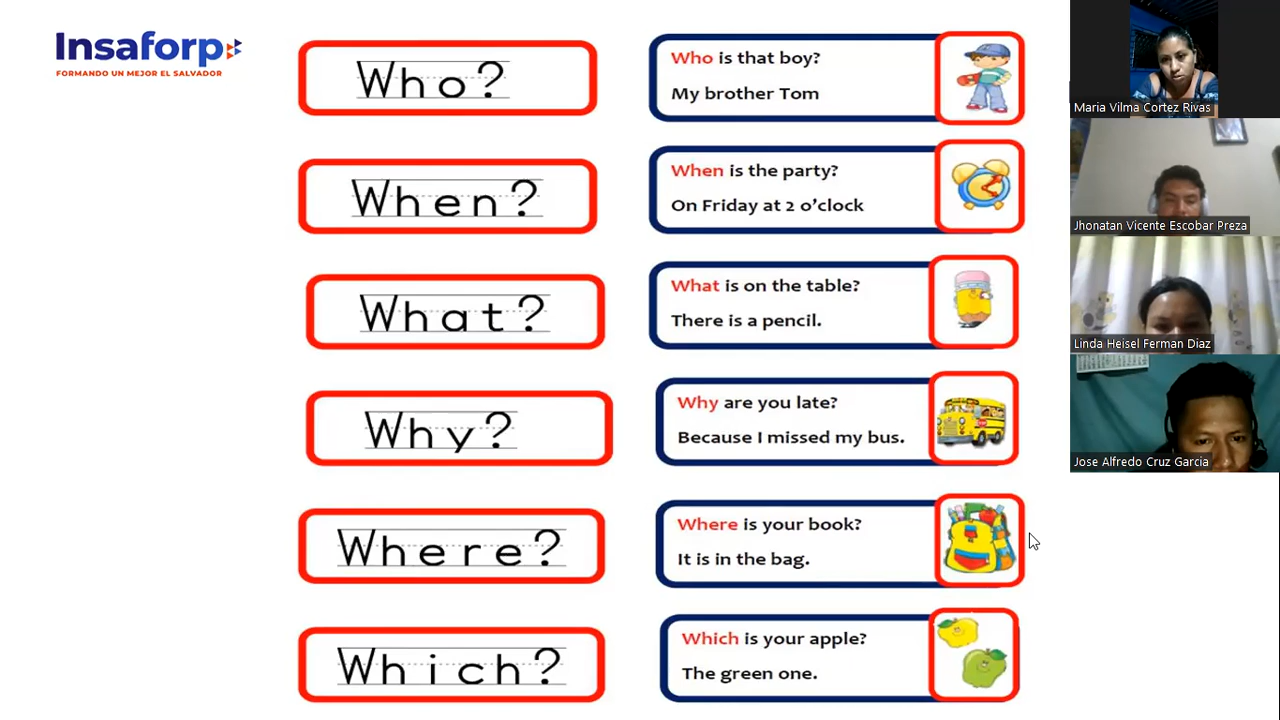 Insaforp
FORMANDO UN MEJOR EL SALVADOR
Who?
Who is that boy?
My brother Tom
When?
When is the party?
On Friday at 2 o'clock
What?
What is on the table?
There is a pencil.
Why?
Why are you late?
Because I missed my bus.
Where?
Where is your book?
It is in the bag.
Which?
Which is your apple?
The green one.
Maria Vilma Cortez Rivas
Jhonatan Vicente Escobar Preza
Linda Heisel Ferman Diaz
Jose Alfredo Cruz Garcia